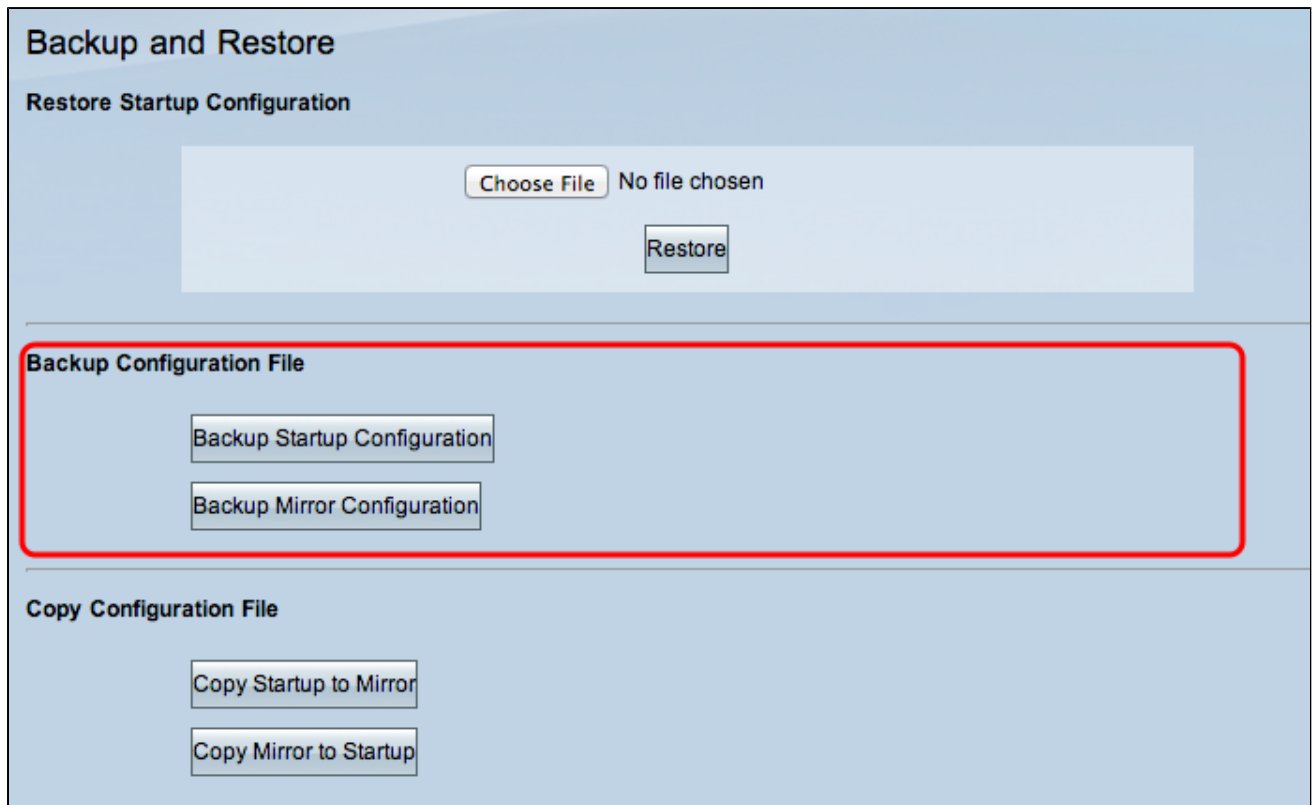 Backup and Restore
Restore Startup Configuration
Choose File No file chosen
Restore
Backup Configuration File
Backup Startup Configuration
Backup Mirror Configuration
Copy Configuration File
Copy Startup to Mirror
Copy Mirror to Startup